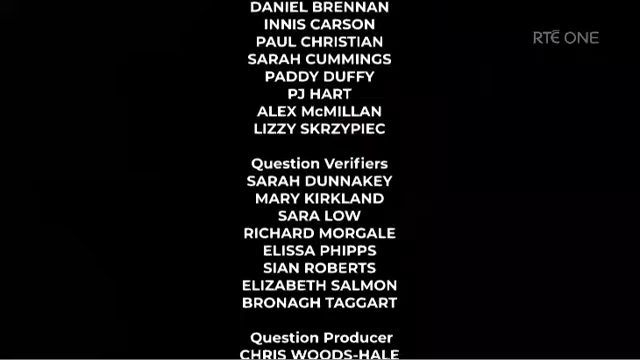 DANIEL BRENNAN
INNIS CARSON
PAUL CHRISTIAN
SARAH CUMMINGS
PADDY DUFFY
PJ HART
ALEX McMILLAN
LIZZY SKRZYPIEC
Question Verifiers
SARAH DUNNAKEY
MARY KIRKLAND
SARA LOW
RICHARD MORGALE
ELISSA PHIPPS
SIAN ROBERTS
ELIZABETH SALMON
BRONAGH TAGGART
Question Producer
CHRIS WOODS-HALE
RTÉ ONE